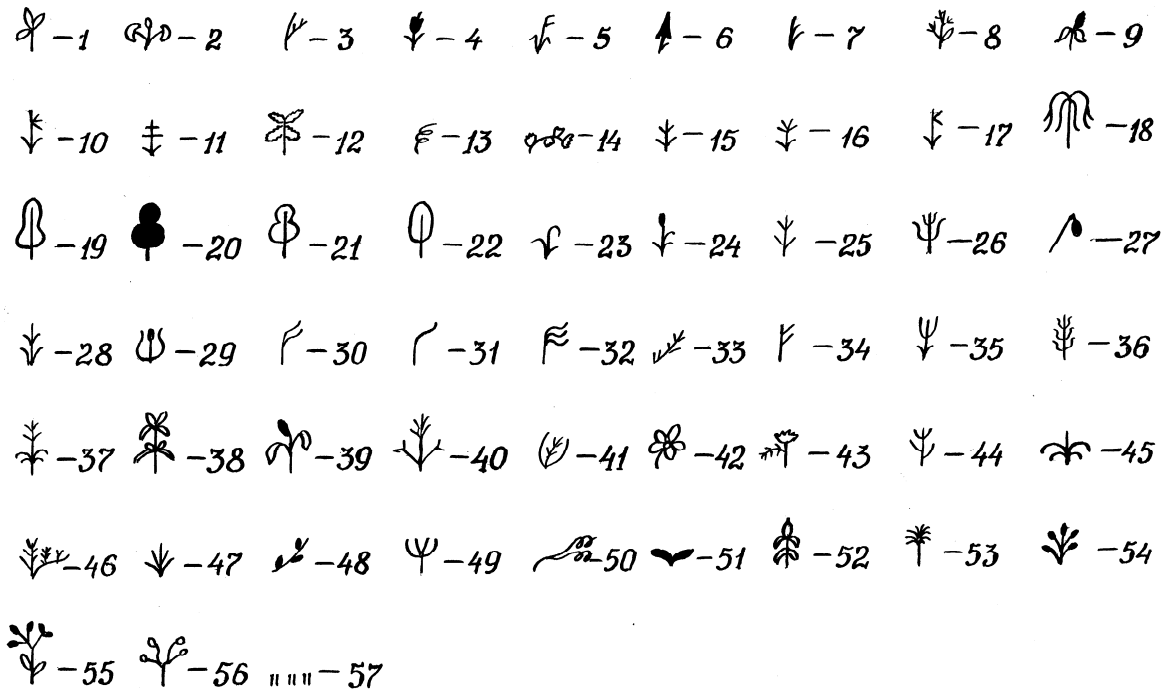 – 1 – 2 – 3 – 4 – 5 – 6 – 7 – 8 – 9
– 10 – 11 – 12 – 13 – 14 – 15 – 16 – 17 – 18
– 19 – 20 – 21 – 22 – 23 – 24 – 25 – 26 – 27
– 28 – 29 – 30 – 31 – 32 – 33 – 34 – 35 – 36
– 37 – 38 – 39 – 40 – 41 – 42 – 43 – 44 – 45
– 46 – 47 – 48 – 49 – 50 – 51 – 52 – 53 – 54
– 55 – 56 – 57